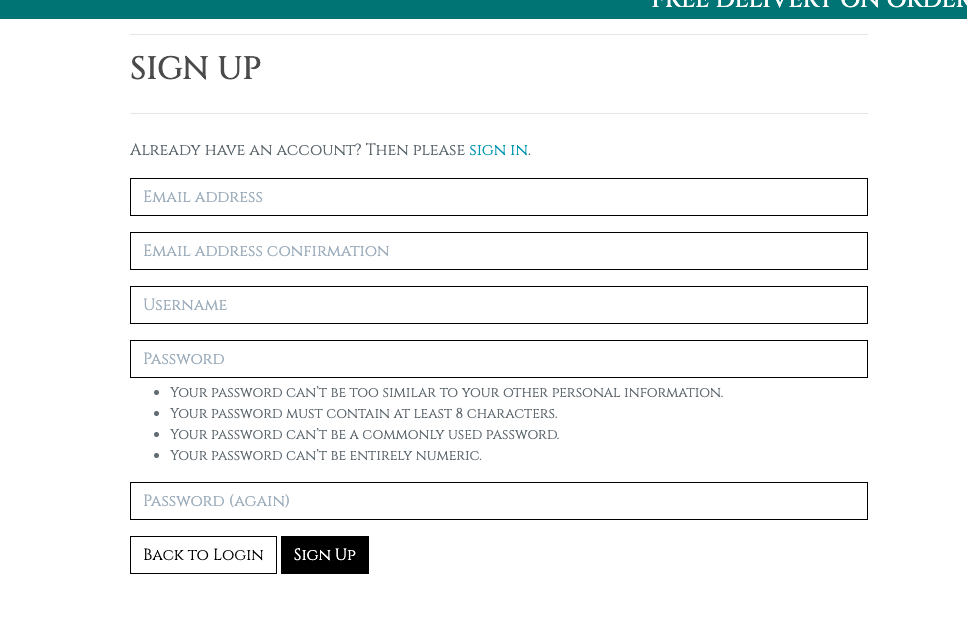 FREE DELIVERY ON ORDER
SIGN UP
Already have an account? Then please sign in.
Email address
Email address confirmation
Username
Password
• Your password can't be too similar to your other personal information.
• Your password must contain at least 8 characters.
• Your password can't be a commonly used password.
• Your password can't be entirely numeric.
Password (again)
Back to Login Sign Up